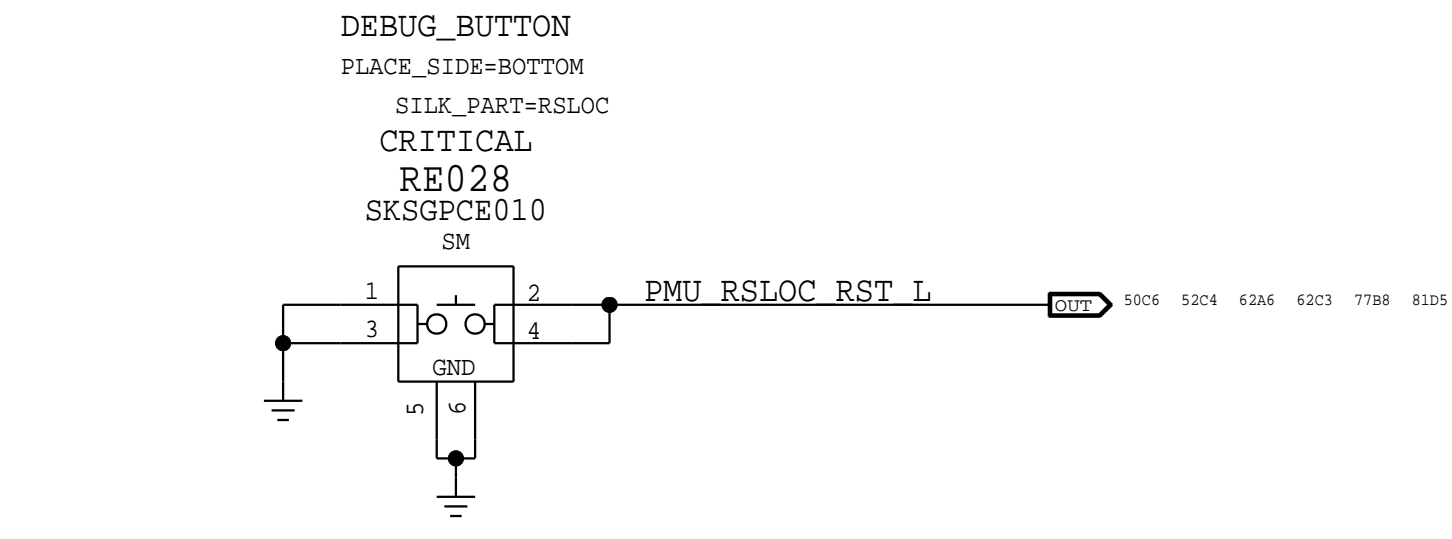 DEBUG_BUTTON
PLACE_SIDE=BOTTOM
SILK_PART=RSLOC
CRITICAL
RE028
SKSGPCE010
SM
1 2 PMU_RSLOC_RST_L OUT 50C6 52C4 62A6 62C3 77B8 81D5
3 4
GND
5 6